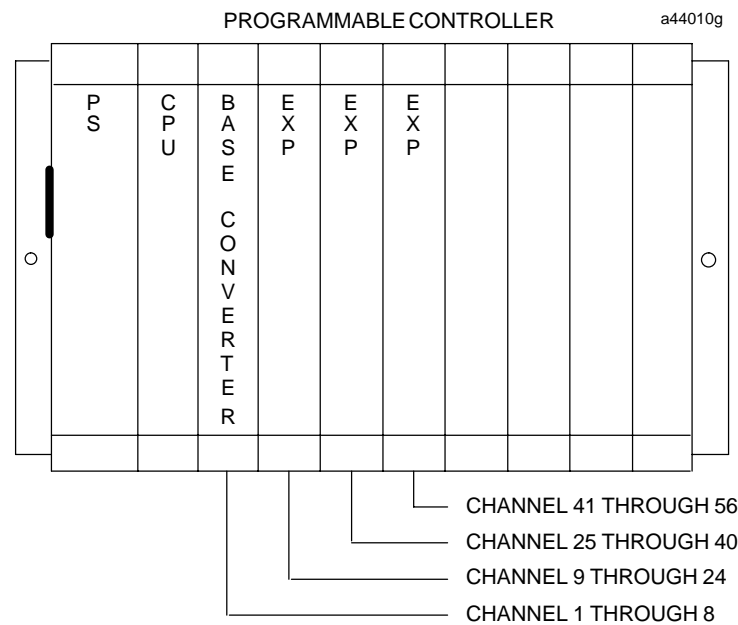 PROGRAMMABLE CONTROLLER
a44010g
PS
CPU
BASE CONVERTER
EXP
EXP
EXP
CHANNEL 41 THROUGH 56
CHANNEL 25 THROUGH 40
CHANNEL 9 THROUGH 24
CHANNEL 1 THROUGH 8